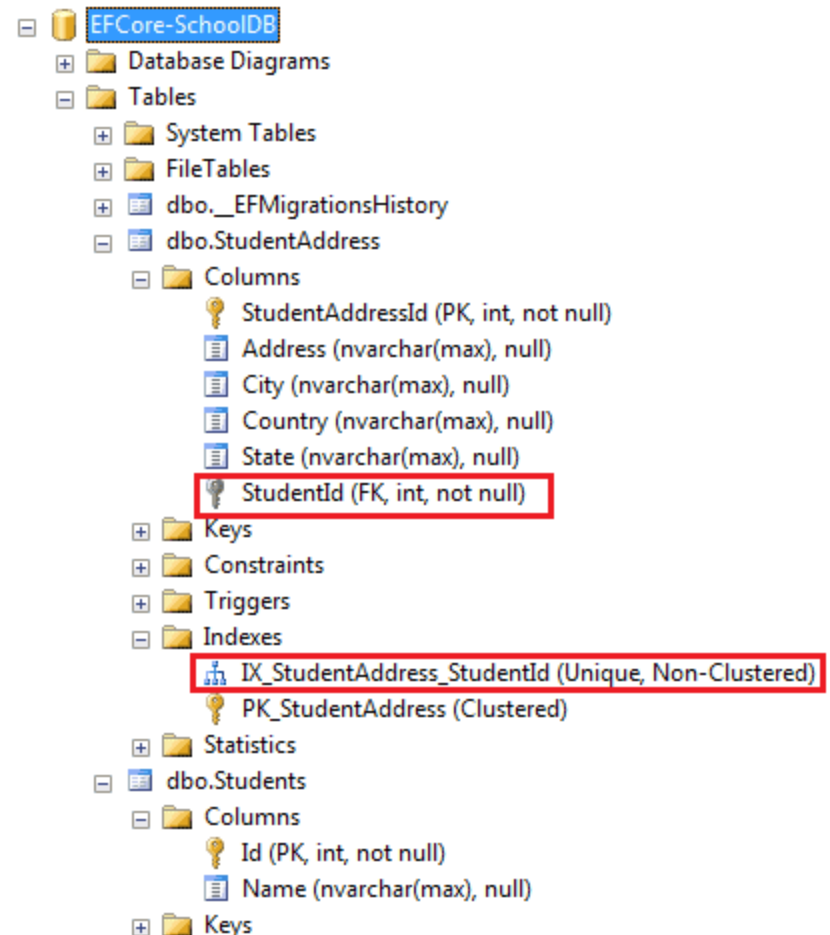 EFCore-SchoolDB
Database Diagrams
Tables
System Tables
FileTables
dbo.__EFMigrationsHistory
dbo.StudentAddress
Columns
StudentAddressId (PK, int, not null)
Address (nvarchar(max), null)
City (nvarchar(max), null)
Country (nvarchar(max), null)
State (nvarchar(max), null)
StudentId (FK, int, not null)
Keys
Constraints
Triggers
Indexes
IX_StudentAddress_StudentId (Unique, Non-Clustered)
PK_StudentAddress (Clustered)
Statistics
dbo.Students
Columns
Id (PK, int, not null)
Name (nvarchar(max), null)
Keys